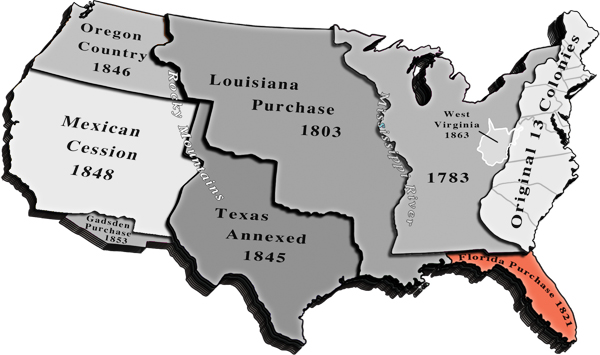 Oregon
Country
1846
Louisiana
Purchase
1803
Rocky Mountains
Mississippi River
Original 13 Colonies
West
Virginia
1863
Mexican
Cession
1848
1783
Gadsden
Purchase
1853
Texas
Annexed
1845
Florida Purchase 1821